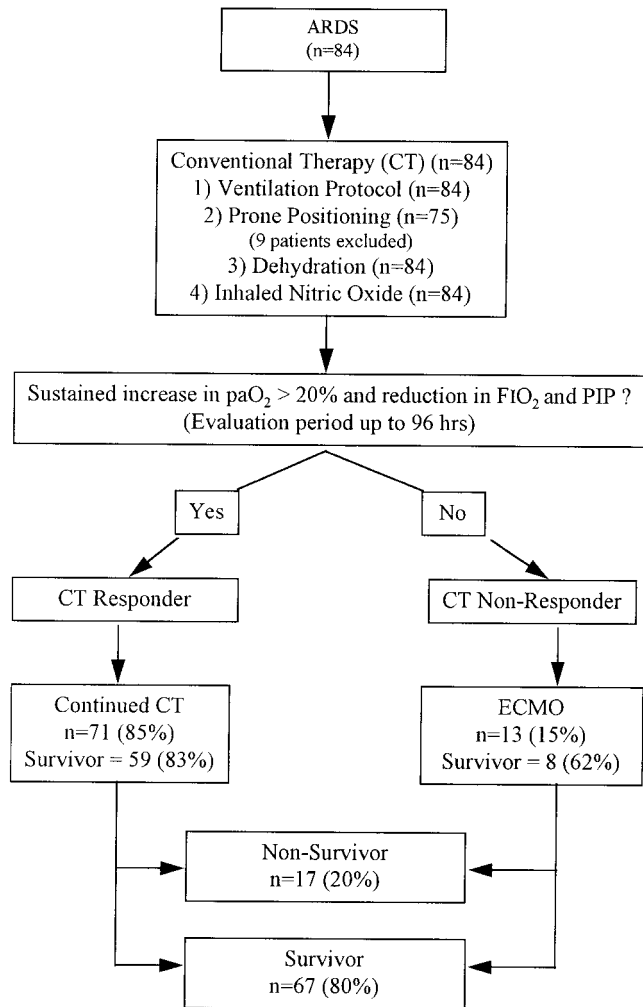 ARDS
(n=84)
Conventional Therapy (CT) (n=84)
1) Ventilation Protocol (n=84)
2) Prone Positioning (n=75)
(9 patients excluded)
3) Dehydration (n=84)
4) Inhaled Nitric Oxide (n=84)
Sustained increase in paO₂ > 20% and reduction in FIO₂ and PIP ?
(Evaluation period up to 96 hrs)
Yes
No
CT Responder
CT Non-Responder
Continued CT
n=71 (85%)
Survivor = 59 (83%)
ECMO
n=13 (15%)
Survivor = 8 (62%)
Non-Survivor
n=17 (20%)
Survivor
n=67 (80%)